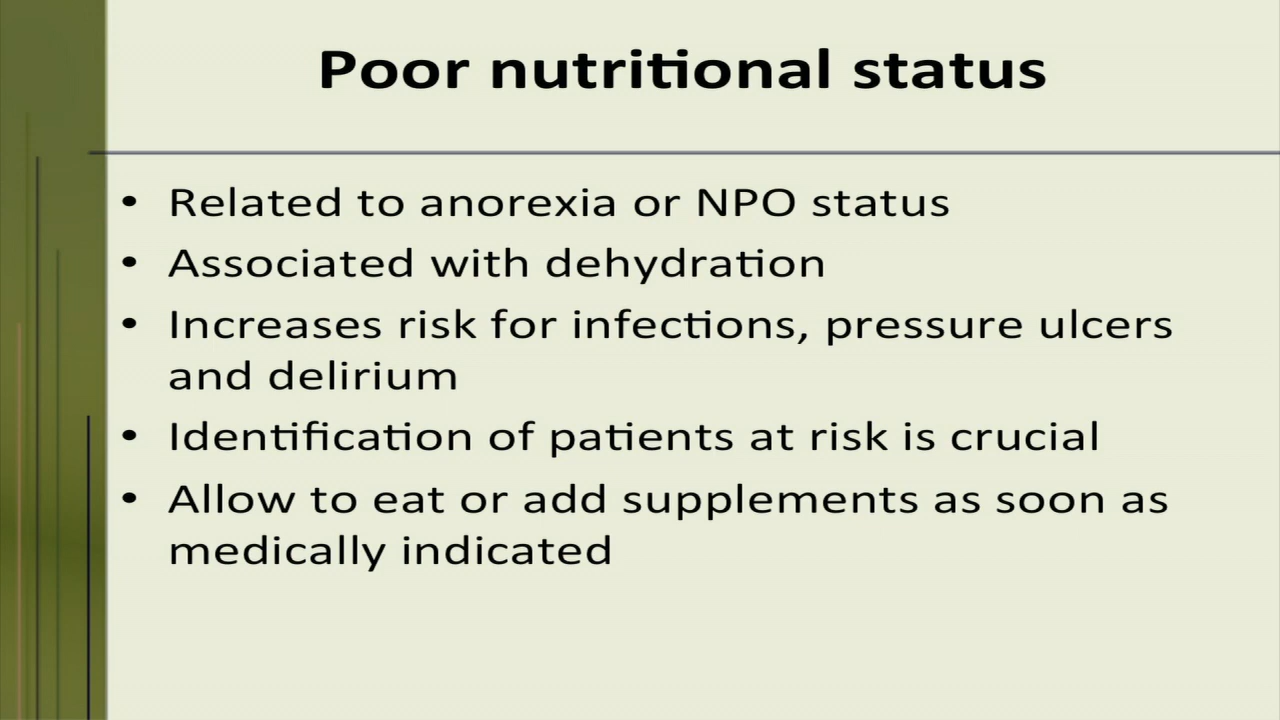 Poor nutritional status
• Related to anorexia or NPO status
• Associated with dehydration
• Increases risk for infections, pressure ulcers
and delirium
• Identification of patients at risk is crucial
• Allow to eat or add supplements as soon as
medically indicated